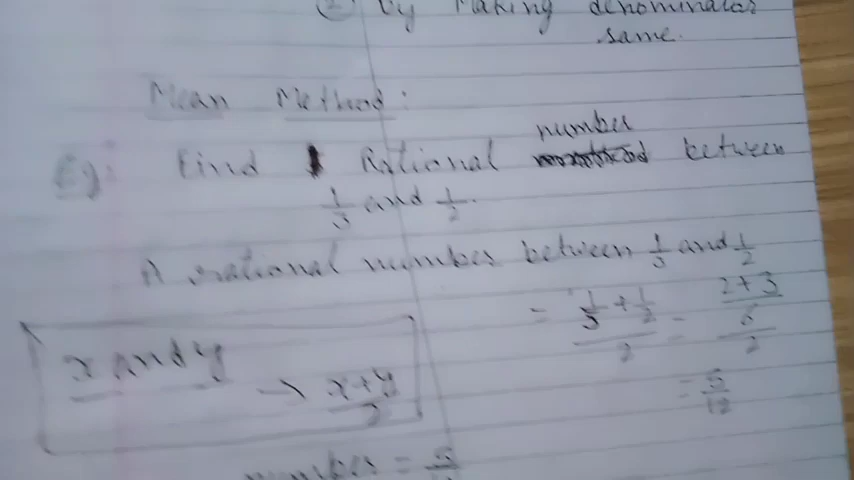 ② by Making denominator
same.
Mean Method:
Eg: Find 1 Rational number between
1/3 and 1/2.
A rational number between 1/3 and 1/2
= (1/3 + 1/2)/2 = ((2+3)/6)/2
x and y
→ (x+y)/2
= 5/12
number = 5